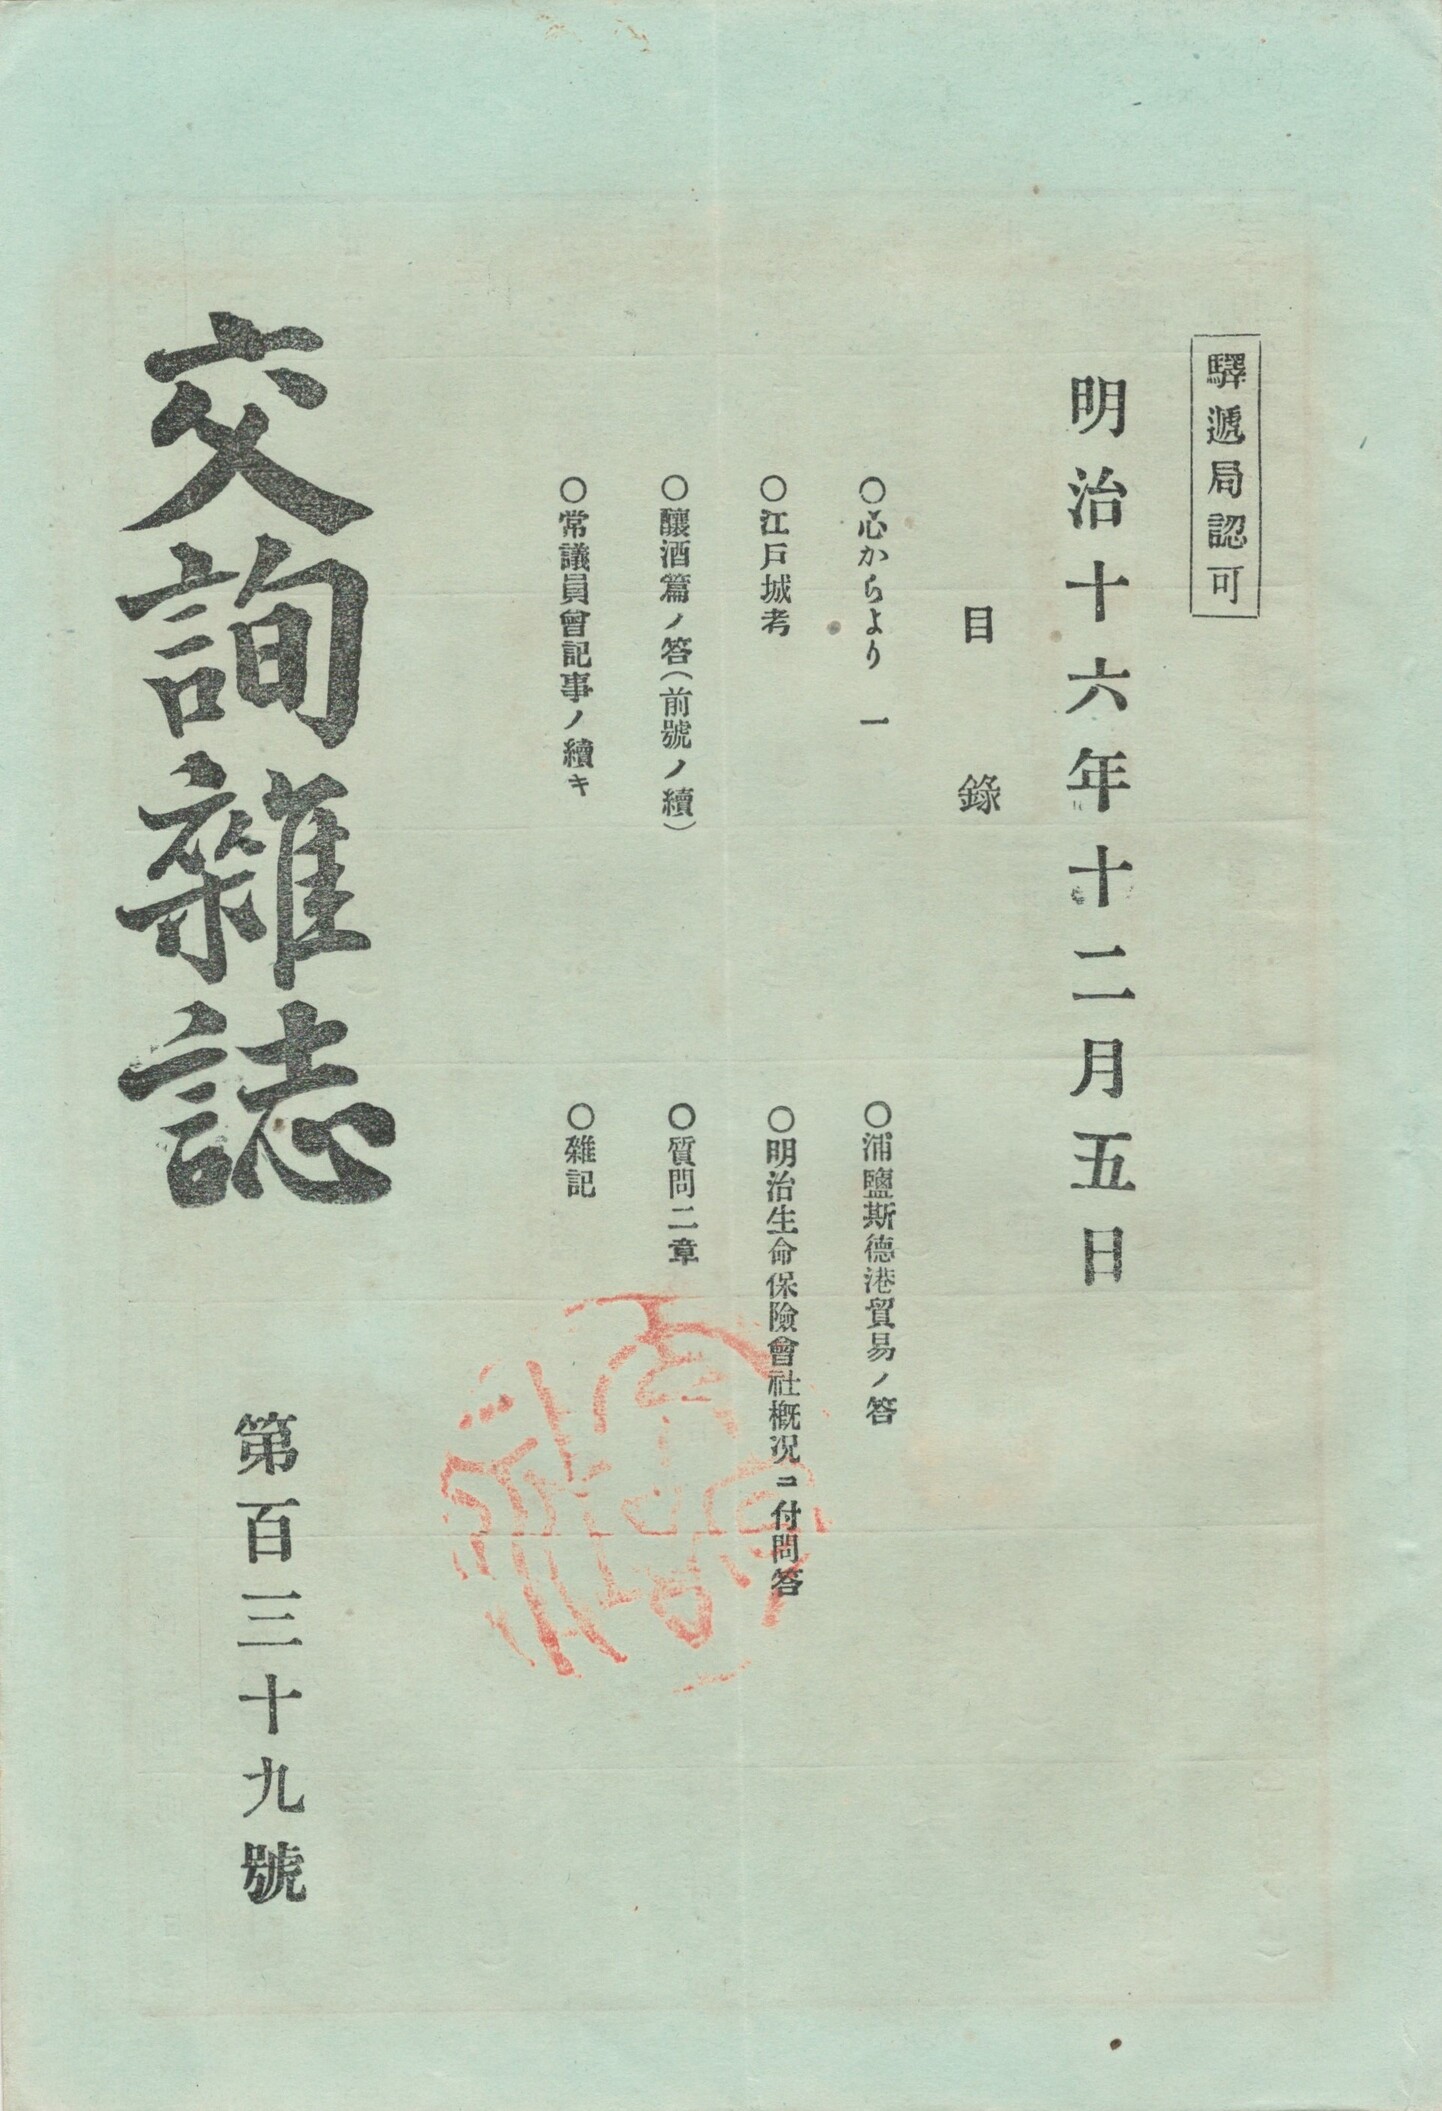 驛遞局認可
明治十六年十二月五日
目錄
○心からより 一
○江戸城考
○釀酒篇ノ答(前號ノ續)
○常議員會記事ノ續キ
○浦鹽斯德港貿易ノ答
○明治生命保險會社概況ニ付問答
○質問二章
○雜記
交詢雜誌
第百三十九號